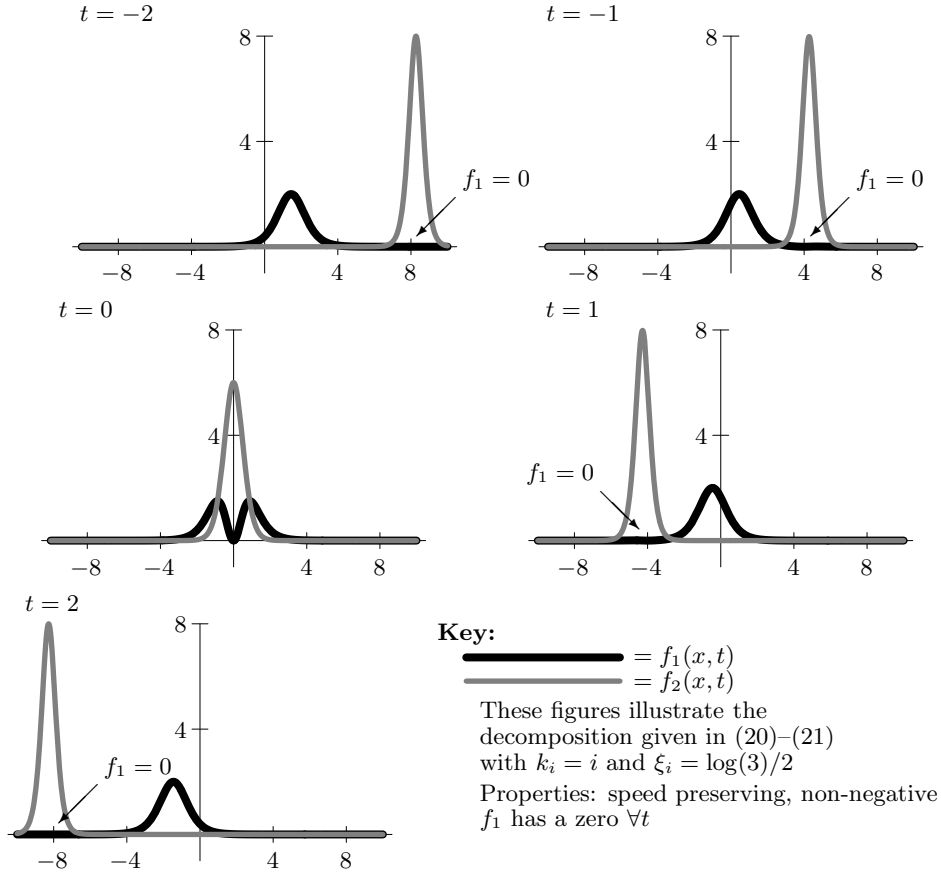 t = −2
t = −1
8
4
f₁ = 0
−8
−4
4
8
8
4
f₁ = 0
−8
−4
4
8
t = 0
t = 1
8
4
−8
−4
4
8
8
4
f₁ = 0
−8
−4
4
8
t = 2
8
4
f₁ = 0
−8
−4
4
8
Key:
= f₁(x, t)
= f₂(x, t)
These figures illustrate the
decomposition given in (20)–(21)
with kᵢ = i and ξᵢ = log(3)/2
Properties: speed preserving, non-negative
f₁ has a zero ∀t